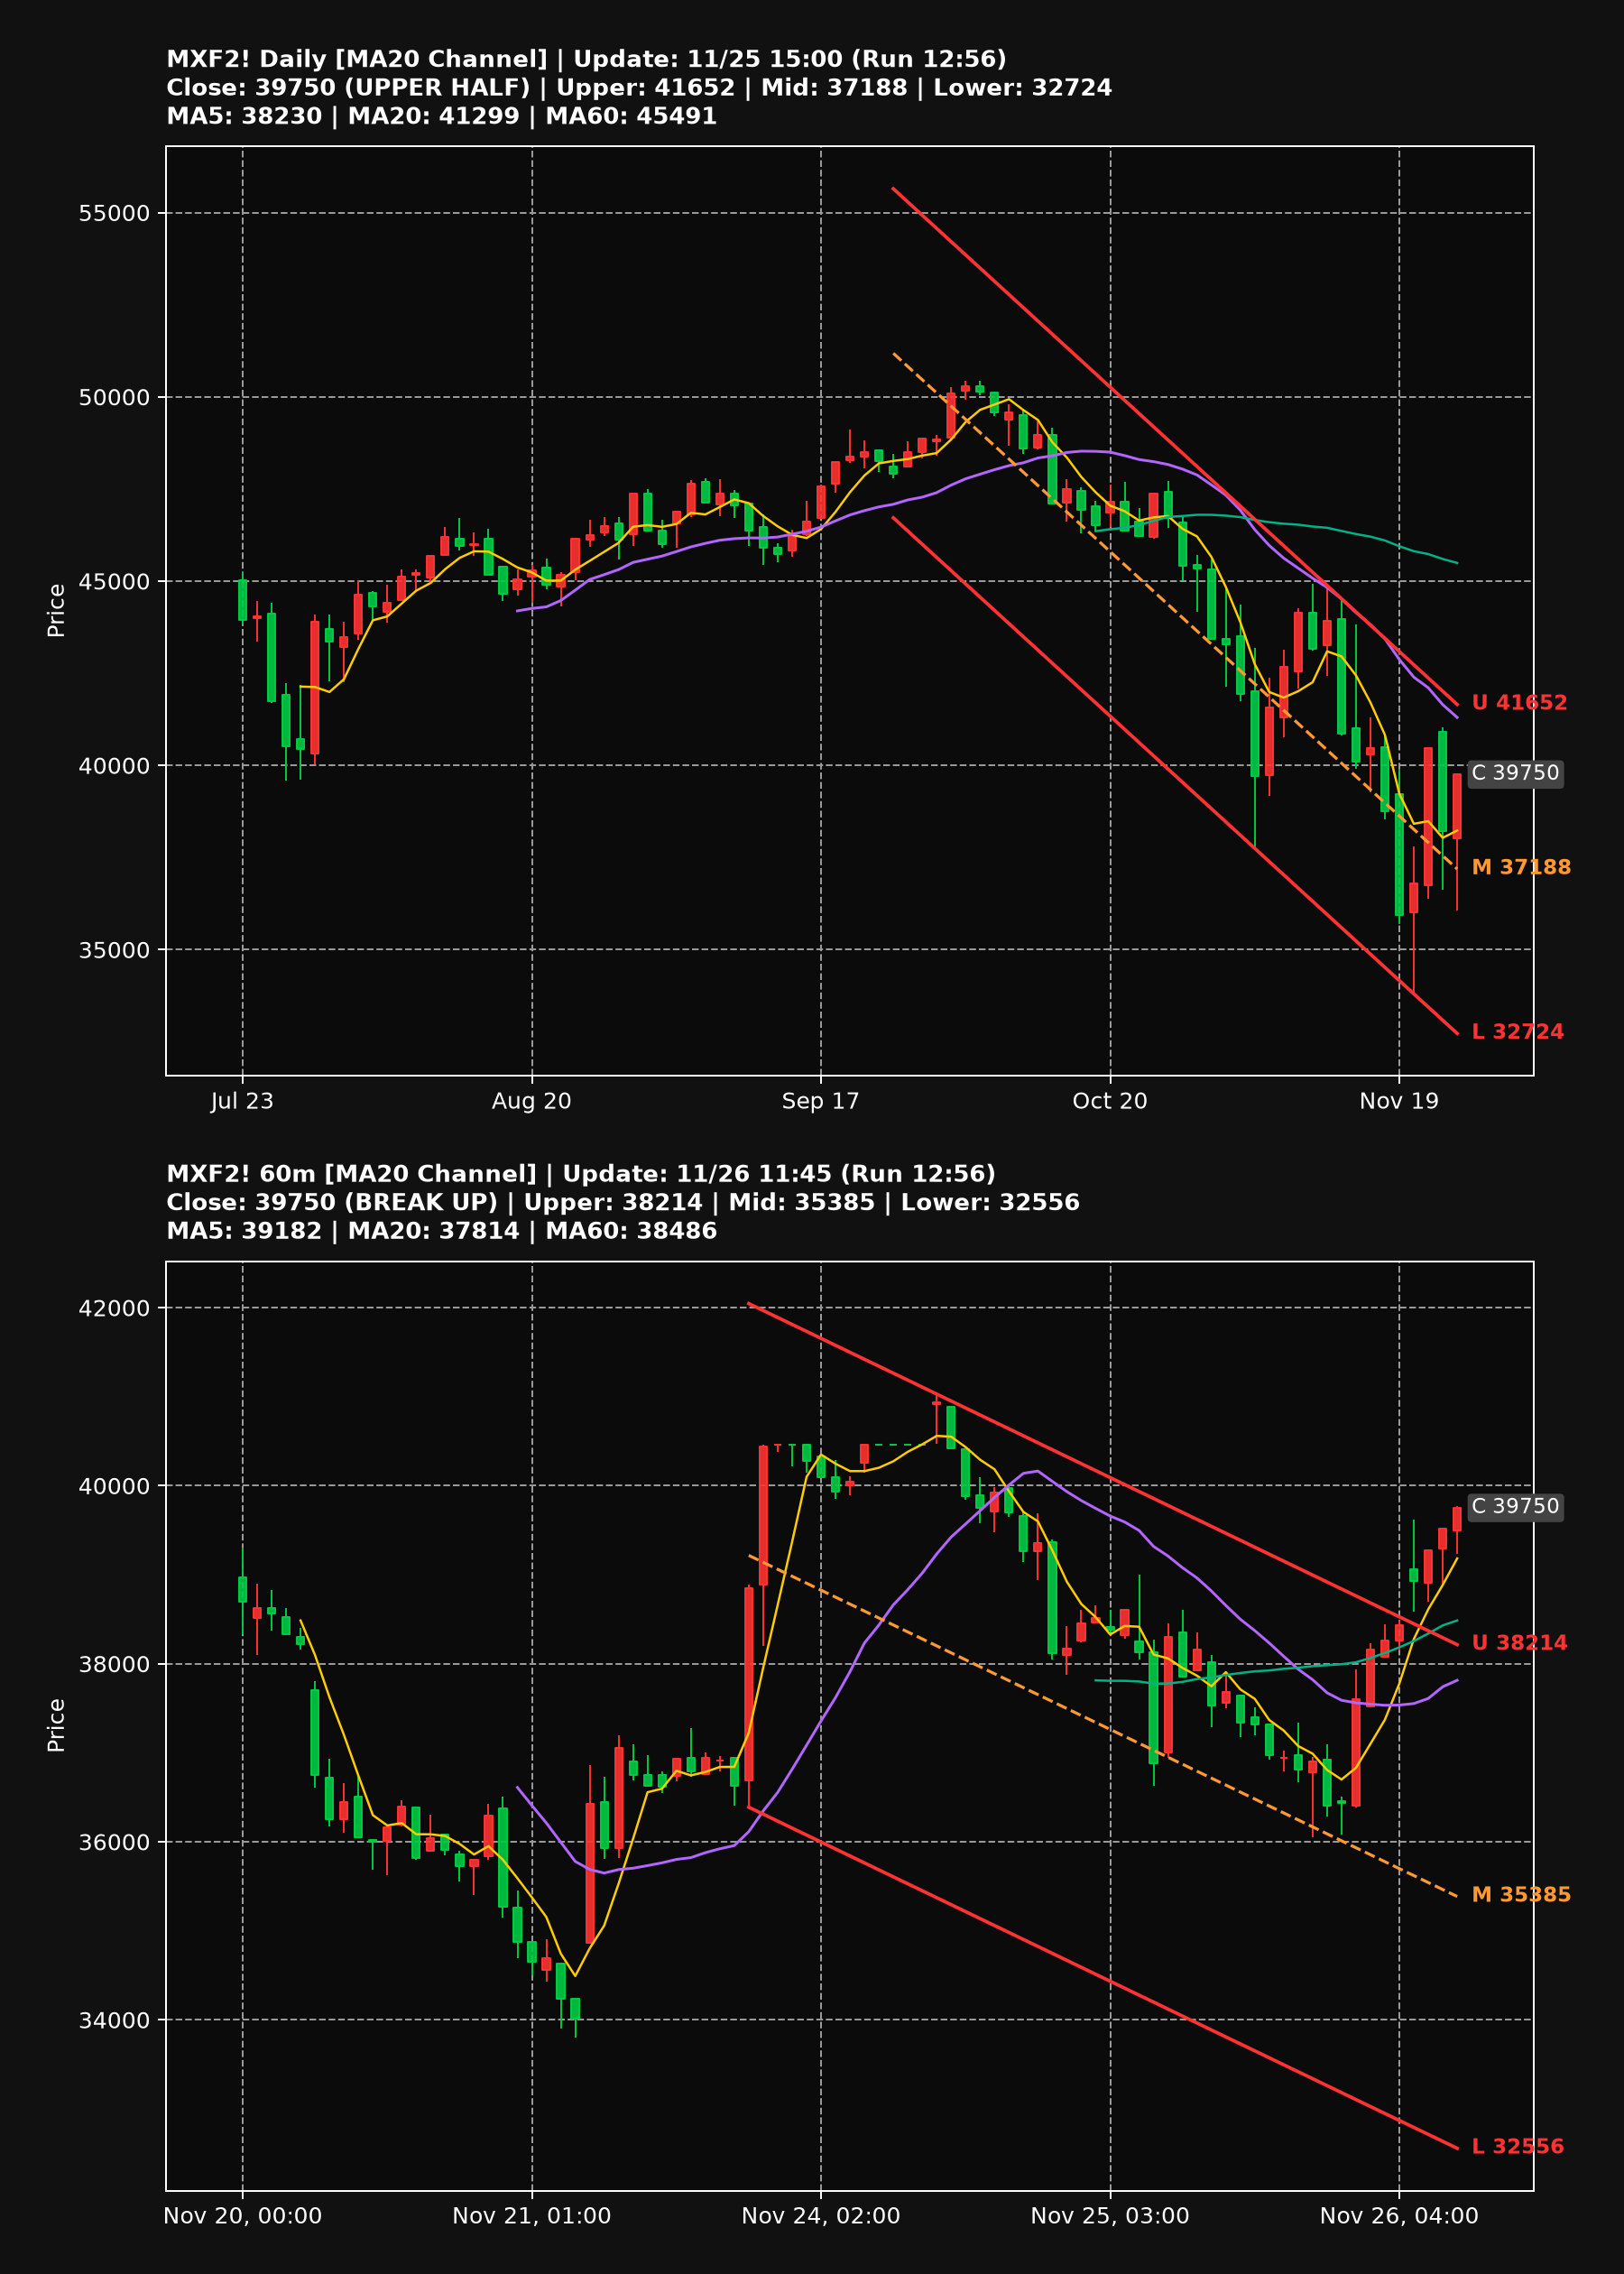 MXF2! Daily [MA20 Channel] | Update: 11/25 15:00 (Run 12:56)
Close: 39750 (UPPER HALF) | Upper: 41652 | Mid: 37188 | Lower: 32724
MA5: 38230 | MA20: 41299 | MA60: 45491
Price
55000
50000
45000
40000
35000
U 41652
C 39750
M 37188
L 32724
Jul 23
Aug 20
Sep 17
Oct 20
Nov 19
MXF2! 60m [MA20 Channel] | Update: 11/26 11:45 (Run 12:56)
Close: 39750 (BREAK UP) | Upper: 38214 | Mid: 35385 | Lower: 32556
MA5: 39182 | MA20: 37814 | MA60: 38486
Price
42000
40000
38000
36000
34000
C 39750
U 38214
M 35385
L 32556
Nov 20, 00:00
Nov 21, 01:00
Nov 24, 02:00
Nov 25, 03:00
Nov 26, 04:00